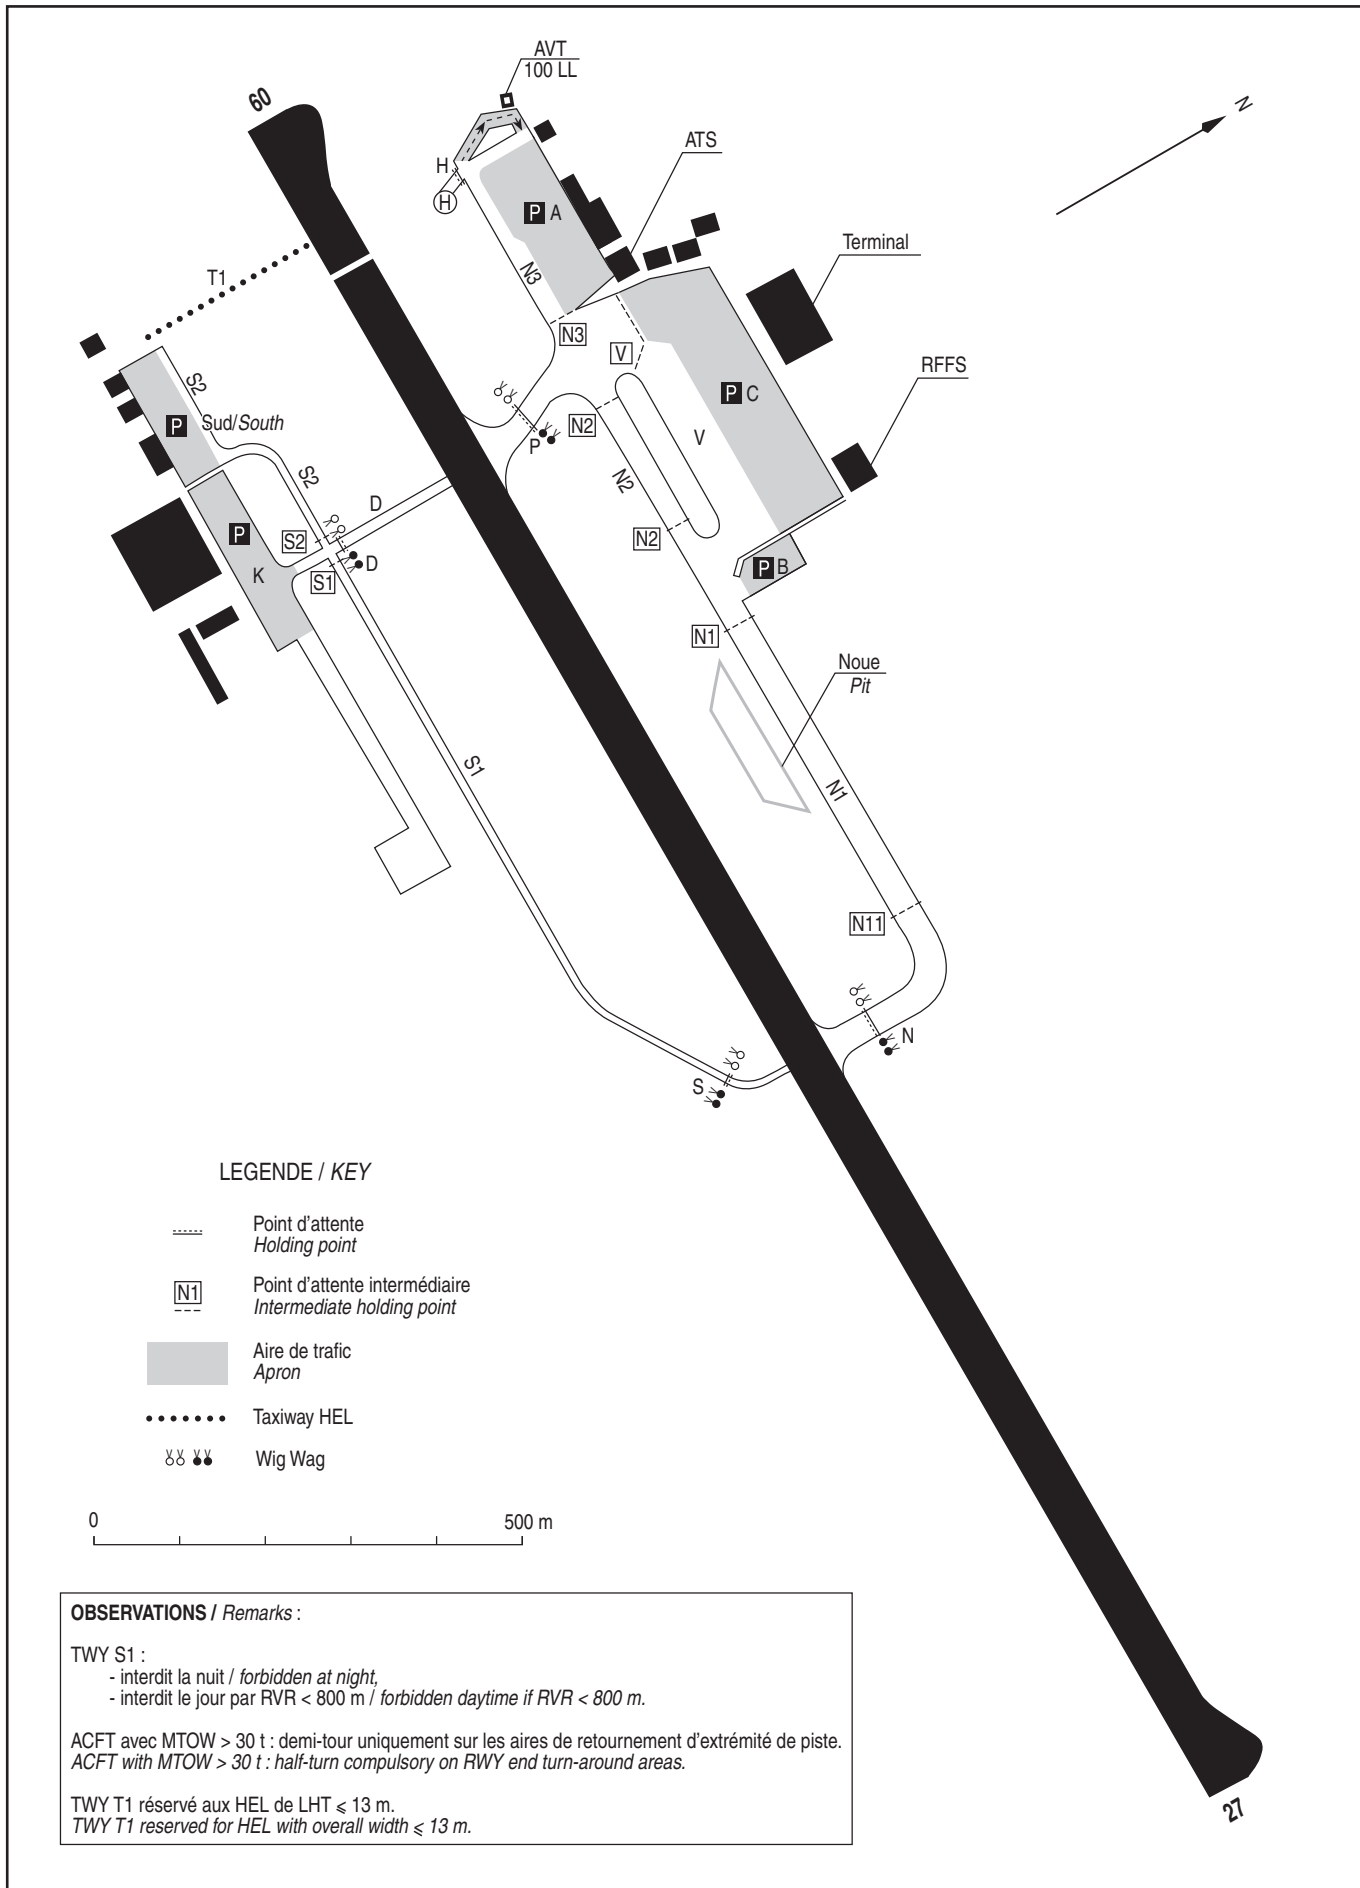 09
AVT
100 LL
N
ATS
H
H
P A
T1
Terminal
N3
N3
V
RFFS
S2
P C
P Sud/South
N2
V
P
S2
N2
D
P
N2
S2
D
P B
S1
K
N1
Noue
Pit
S1
N1
N11
N
S
LEGENDE / KEY
Point d'attente
Holding point
N1
Point d'attente intermédiaire
Intermediate holding point
Aire de trafic
Apron
Taxiway HEL
Wig Wag
0
500 m
OBSERVATIONS / Remarks :
TWY S1 :
- interdit la nuit / forbidden at night,
- interdit le jour par RVR < 800 m / forbidden daytime if RVR < 800 m.
ACFT avec MTOW > 30 t : demi-tour uniquement sur les aires de retournement d'extrémité de piste.
ACFT with MTOW > 30 t : half-turn compulsory on RWY end turn-around areas.
TWY T1 réservé aux HEL de LHT ⩽ 13 m.
TWY T1 reserved for HEL with overall width ⩽ 13 m.
27